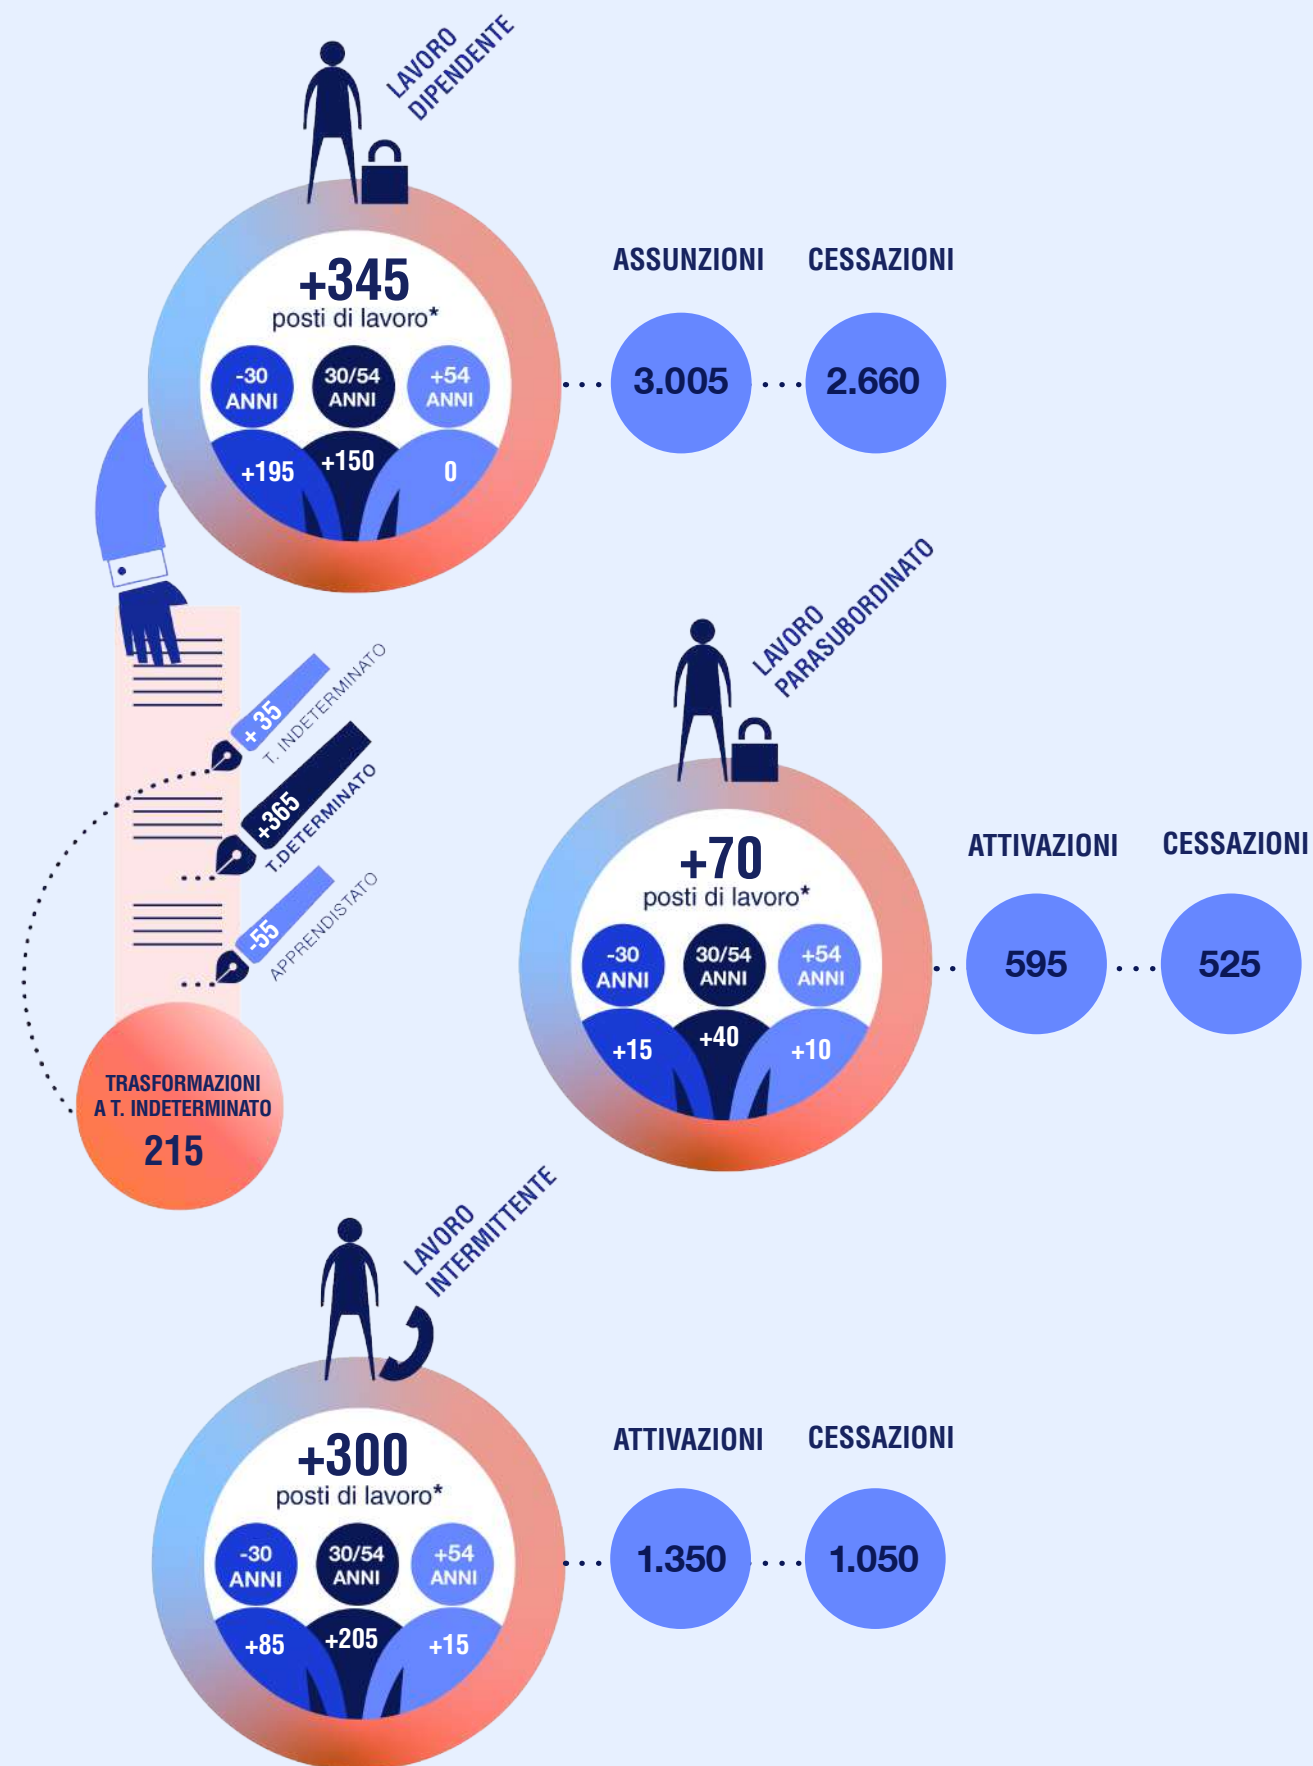 LAVORO
DIPENDENTE
+345
posti di lavoro*
-30
ANNI
30/54
ANNI
+54
ANNI
+195
+150
0
ASSUNZIONI
CESSAZIONI
3.005
2.660
+ 35
T. INDETERMINATO
+365
T.DETERMINATO
-55
APPRENDISTATO
TRASFORMAZIONI
A T. INDETERMINATO
215
LAVORO
PARASUBORDINATO
+70
posti di lavoro*
-30
ANNI
30/54
ANNI
+54
ANNI
+15
+40
+10
ATTIVAZIONI
CESSAZIONI
595
525
LAVORO
INTERMITTENTE
+300
posti di lavoro*
-30
ANNI
30/54
ANNI
+54
ANNI
+85
+205
+15
ATTIVAZIONI
CESSAZIONI
1.350
1.050